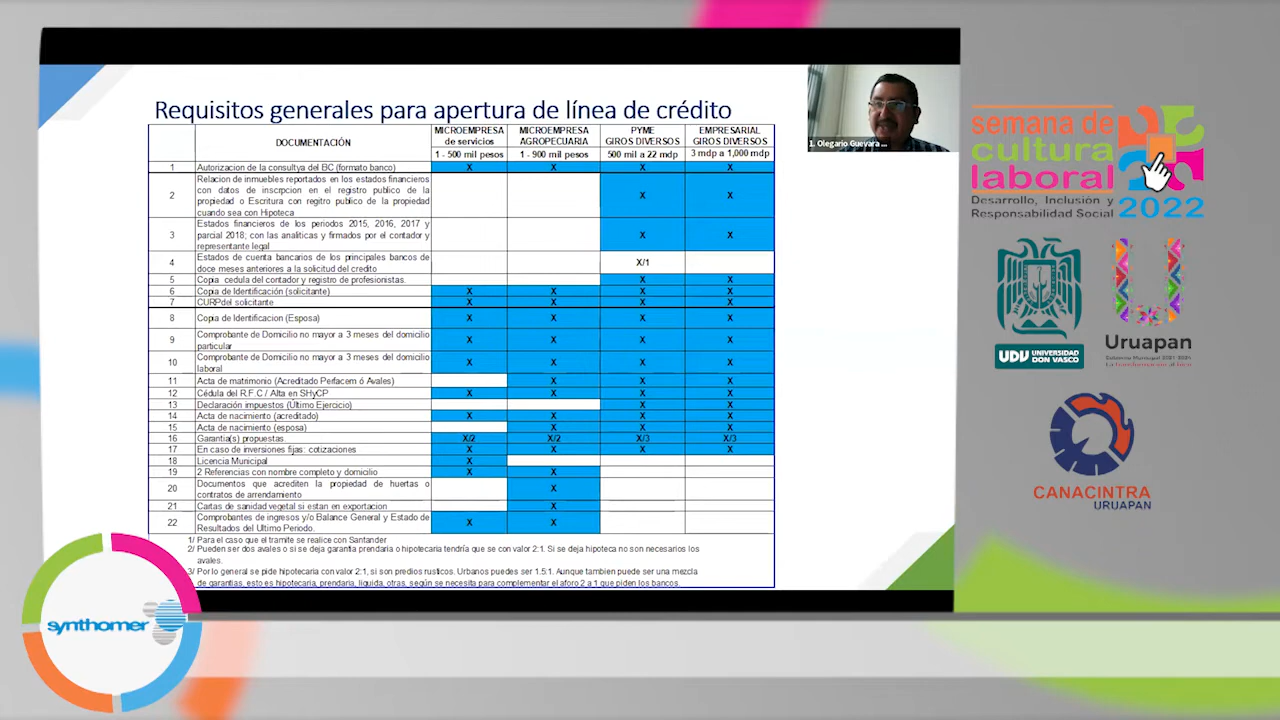 Requisitos generales para apertura de línea de crédito
DOCUMENTACIÓN
MICROEMPRESA
de servicios
1 - 500 mil pesos
MICROEMPRESA
AGROPECUARIA
1 - 900 mil pesos
PYME
GIROS DIVERSOS
500 mil a 22 mdp
EMPRESARIAL
GIROS DIVERSOS
3 mdp a 1,000 mdp
1 Autorizacion de la consultya del BC (formato banco) X X X X
2 Relacion de inmuebles reportados en los estados financieros
con datos de inscrpcion en el registro publico de la
propiedad o Escritura con regitro publico de la propiedad
cuando sea con Hipoteca X X
3 Estados financieros de los periodos 2015, 2016, 2017 y
parcial 2018; con las analiticas y firmados por el contador y
representante legal X X
4 Estados de cuenta bancarios de los principales bancos de
doce meses anteriores a la solicitud del credito X/1
5 Copia cedula del contador y registro de profesionistas. X X
6 Copia de Identificación (solicitante) X X X X
7 CURPdel solicitante X X X X
8 Copia de Identificacion (Esposa) X X X X
9 Comprobante de Domicilio no mayor a 3 meses del domicilio
particular X X X X
10 Comprobante de Domicilio no mayor a 3 meses del domicilio
laboral X X X X
11 Acta de matrimonio (Acreditado Perfacem ó Avales) X X X
12 Cédula del R.F.C / Alta en SHyCP X X X X
13 Declaración impuestos (Último Ejercicio) X X
14 Acta de nacimiento (acreditado) X X X X
15 Acta de nacimiento (esposa) X X X
16 Garantia(s) propuestas. X/2 X/2 X/3 X/3
17 En caso de inversiones fijas: cotizaciones X X X X
18 Licencia Municipal X
19 2 Referencias con nombre completo y domicilio X X
20 Documentos que acrediten la propiedad de huertas o
contratos de arrendamiento X
21 Cartas de sanidad vegetal si estan en exportacion X
22 Comprobantes de ingresos y/o Balance General y Estado de
Resultados del Ultimo Periodo. X X
1/ Para el caso que el tramite se realice con Santander
2/ Pueden ser dos avales o si se deja garantia prendaria o hipotecaria tendría que se con valor 2:1. Si se deja hipoteca no son necesarios los
avales.
3/ Por lo general se pide hipotecaria con valor 2:1, si son predios rusticos. Urbanos puedes ser 1.5:1. Aunque tambien puede ser una mezcla
de garantias, esto es hipotecaria, prendaria, liquida, otras, según se necesita para complementar el aforo 2 a 1 que piden los bancos.
1. Olegario Guevara ...
semana de
cultura
laboral
Desarrollo, Inclusión y
Responsabilidad Social
2022
UDV UNIVERSIDAD
DON VASCO
Uruapan
Gobierno Municipal 2021-2024
CANACINTRA
URUAPAN
synthomer